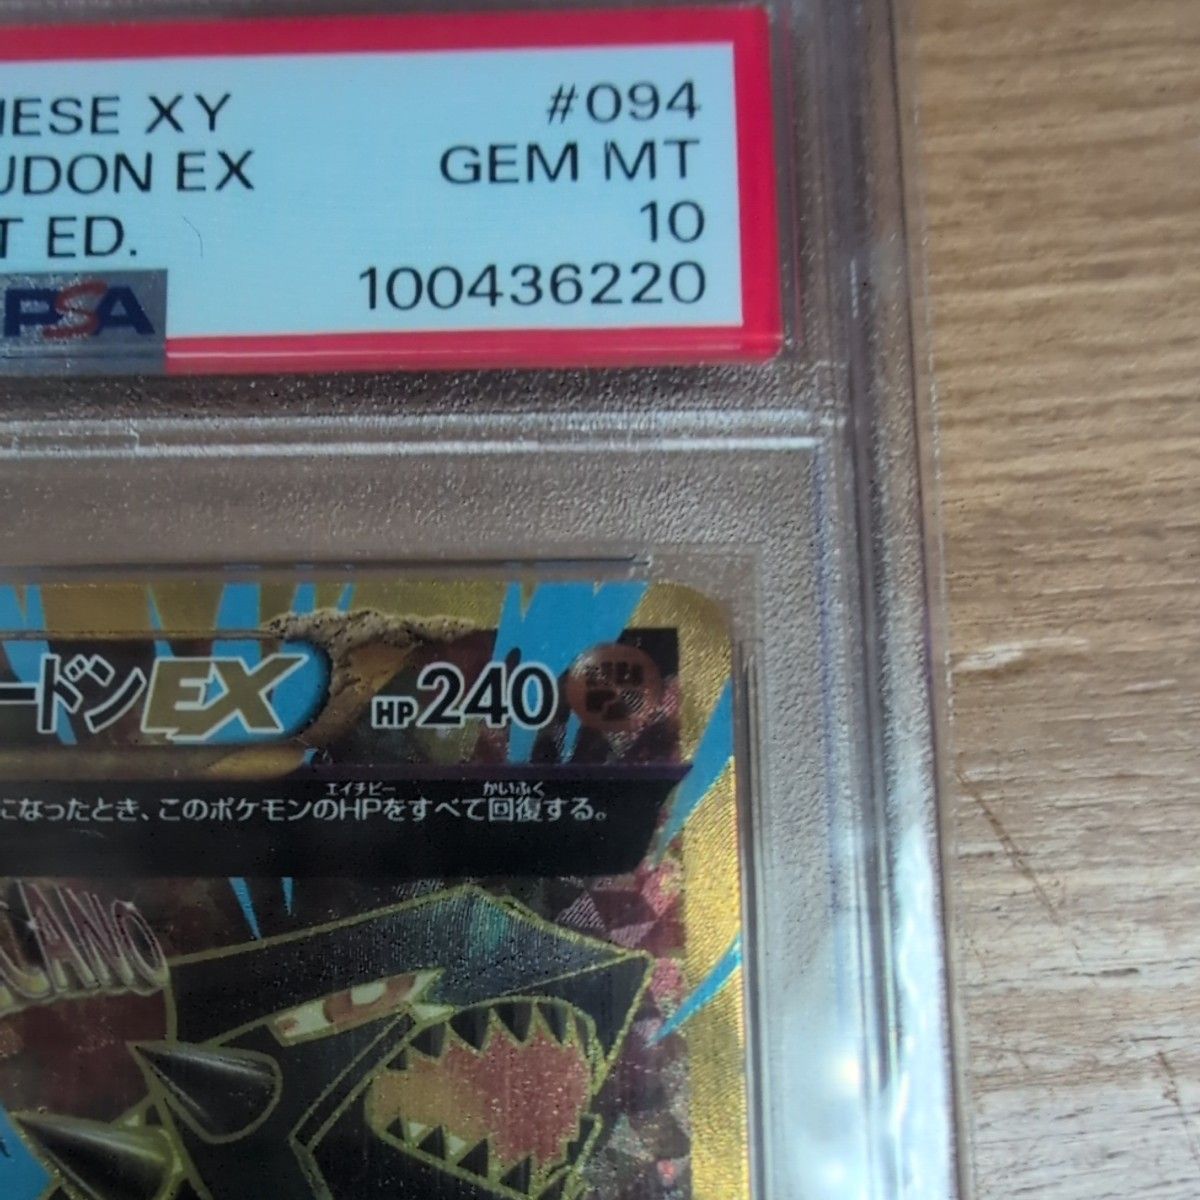 NESE XY #094
UDON EX GEM MT
T ED. 10
PSA 100436220
ードンEX HP240
エイチピー かいふく
になったとき、このポケモンのHPをすべて回復する。
CANO